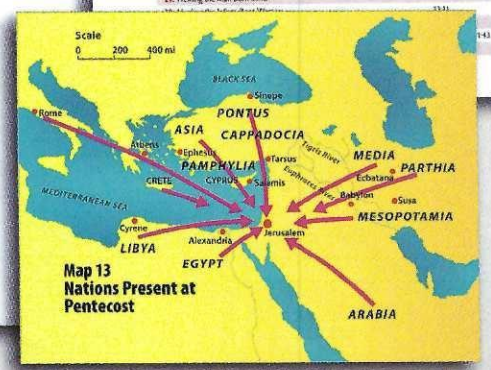 Scale
0 200 400 mi
BLACK SEA
Sinope
Rome
PONTUS
ASIA
CAPPADOCIA
Athens
Ephesus
Tigris River
MEDIA
PAMPHYLIA
Tarsus
Ecbatana
PARTHIA
CRETE
CYPRUS
Salamis
Euphrates River
Babylon
Susa
MEDITERRANEAN SEA
MESOPOTAMIA
Cyrene
Jerusalem
LIBYA
Alexandria
EGYPT
Map 13
Nations Present at
Pentecost
ARABIA